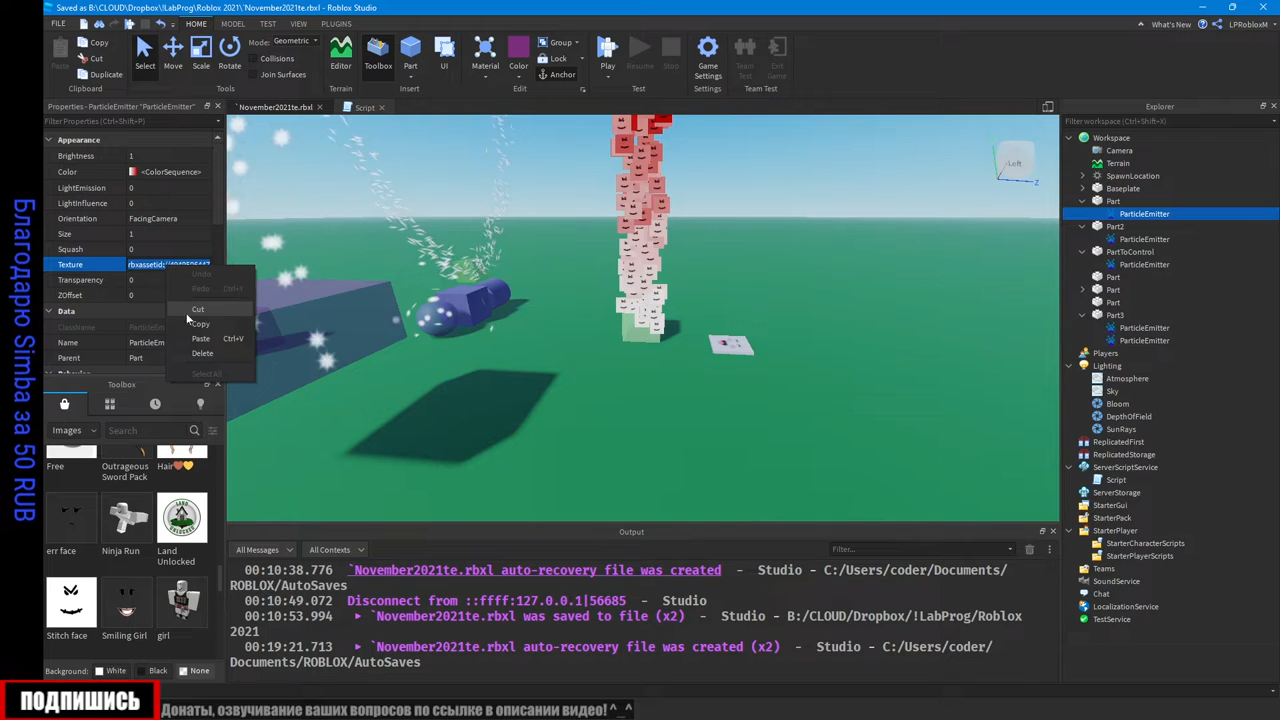 Saved as B:\CLOUD\Dropbox\!LabProg\Roblox 2021\`November2021te.rbxl - Roblox Studio
FILE
HOME
MODEL
TEST
VIEW
PLUGINS
What's New
LPRobloxM
Paste
Copy
Cut
Duplicate
Clipboard
Select
Move
Scale
Rotate
Mode: Geometric
Collisions
Join Surfaces
Tools
Editor
Terrain
Toolbox
Part
UI
Insert
Material
Color
Group
Lock
Anchor
Edit
Play
Resume
Stop
Test
Game Settings
Settings
Team Test
Exit Game
Team Test
Properties - ParticleEmitter "ParticleEmitter"
Filter Properties (Ctrl+Shift+P)
Appearance
Brightness 1
Color <ColorSequence>
LightEmission 0
LightInfluence 0
Orientation FacingCamera
Size 1
Squash 0
Texture
Transparency 0
ZOffset 0
Data
ClassName ParticleEm
Name ParticleEm
Parent Part
Undo
Redo Ctrl+Y
Cut
Copy
Paste Ctrl+V
Delete
Select All
Toolbox
Images
Search
Free
Outrageous Sword Pack
Hair
err face
Ninja Run
Land Unlocked
LAND UNLOCKED
Stitch face
Smiling Girl
girl
Background: White Black None
`November2021te.rbxl
Script
Left
Z
Explorer
Filter workspace (Ctrl+Shift+X)
Workspace
Camera
Terrain
SpawnLocation
Baseplate
Part
ParticleEmitter
Part2
ParticleEmitter
PartToControl
ParticleEmitter
Part
Part
Part
Part3
ParticleEmitter
ParticleEmitter
Players
Lighting
Atmosphere
Sky
Bloom
DepthOfField
SunRays
ReplicatedFirst
ReplicatedStorage
ServerScriptService
Script
ServerStorage
StarterGui
StarterPack
StarterPlayer
StarterCharacterScripts
StarterPlayerScripts
Teams
SoundService
Chat
LocalizationService
TestService
Output
All Messages
All Contexts
Filter...
00:10:38.776 `November2021te.rbxl auto-recovery file was created - Studio - C:/Users/coder/Documents/
ROBLOX/AutoSaves
00:10:49.072 Disconnect from ::ffff:127.0.0.1|56685 - Studio
00:10:53.994 ▶ `November2021te.rbxl was saved to file (x2) - Studio - B:/CLOUD/Dropbox/!LabProg/Roblox
2021
00:19:21.713 ▶ `November2021te.rbxl auto-recovery file was created (x2) - Studio - C:/Users/coder/
Documents/ROBLOX/AutoSaves
Благодарю Simba за 50 RUB
ПОДПИШИСЬ
Донаты, озвучивание ваших вопросов по ссылке в описании видео! ^_^